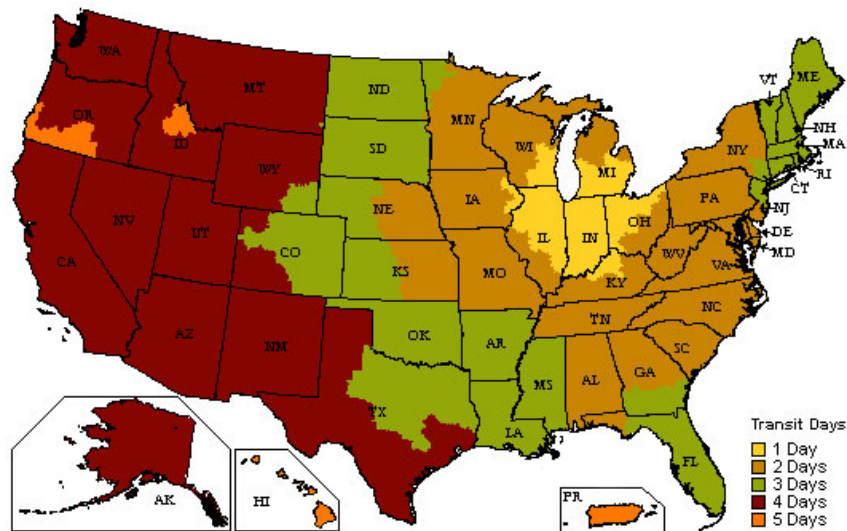 WA
MT
ND
MN
ME
VT
OR
ID
SD
WI
MI
NY
NH
MA
WY
RI
CT
NE
IA
PA
NJ
NV
UT
CO
IL
IN
OH
DE
MD
CA
KS
MO
WV
VA
KY
AZ
NM
OK
AR
TN
NC
SC
MS
AL
GA
TX
LA
FL
AK
HI
PR
Transit Days
1 Day
2 Days
3 Days
4 Days
5 Days